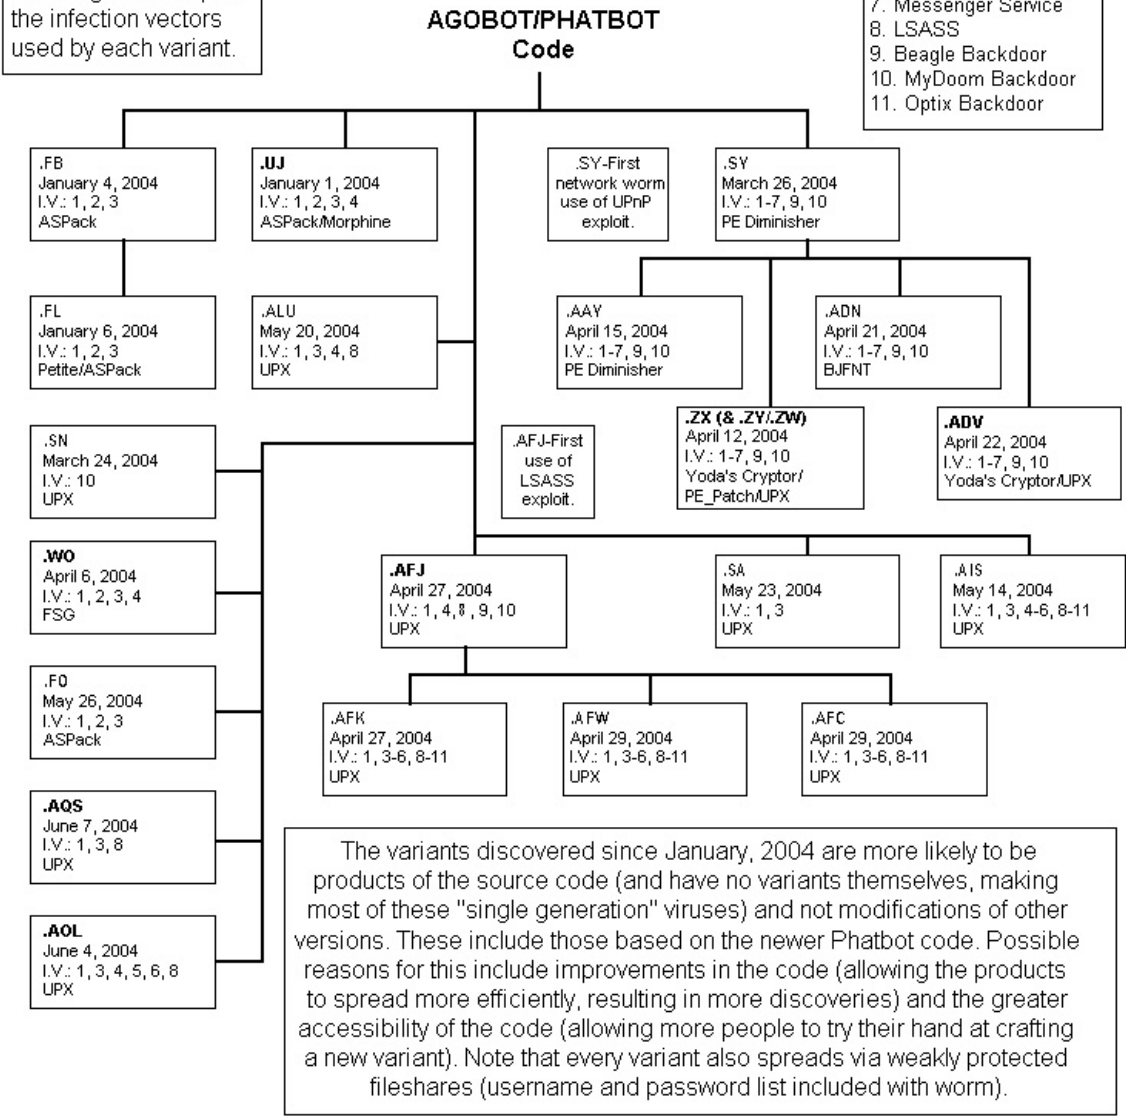 the infection vectors
used by each variant.
AGOBOT/PHATBOT
Code
7. Messenger Service
8. LSASS
9. Beagle Backdoor
10. MyDoom Backdoor
11. Optix Backdoor
.FB
January 4, 2004
I.V.: 1, 2, 3
ASPack
.UJ
January 1, 2004
I.V.: 1, 2, 3, 4
ASPack/Morphine
.SY-First
network worm
use of UPnP
exploit.
.SY
March 26, 2004
I.V.: 1-7, 9, 10
PE Diminisher
.FL
January 6, 2004
I.V.: 1, 2, 3
Petite/ASPack
.ALU
May 20, 2004
I.V.: 1, 3, 4, 8
UPX
.AAY
April 15, 2004
I.V.: 1-7, 9, 10
PE Diminisher
.ADN
April 21, 2004
I.V.: 1-7, 9, 10
BJFNT
.ZX (& .ZY/.ZW)
April 12, 2004
I.V.: 1-7, 9, 10
Yoda's Cryptor/
PE_Patch/UPX
.ADV
April 22, 2004
I.V.: 1-7, 9, 10
Yoda's Cryptor/UPX
.SN
March 24, 2004
I.V.: 10
UPX
.AFJ-First
use of
LSASS
exploit.
.WO
April 6, 2004
I.V.: 1, 2, 3, 4
FSG
.AFJ
April 27, 2004
I.V.: 1, 4, 8 , 9, 10
UPX
.SA
May 23, 2004
I.V.: 1, 3
UPX
.AIS
May 14, 2004
I.V.: 1, 3, 4-6, 8-11
UPX
.FO
May 26, 2004
I.V.: 1, 2, 3
ASPack
.AFK
April 27, 2004
I.V.: 1, 3-6, 8-11
UPX
.AFW
April 29, 2004
I.V.: 1, 3-6, 8-11
UPX
.AFC
April 29, 2004
I.V.: 1, 3-6, 8-11
UPX
.AQS
June 7, 2004
I.V.: 1, 3, 8
UPX
.AOL
June 4, 2004
I.V.: 1, 3, 4, 5, 6, 8
UPX
The variants discovered since January, 2004 are more likely to be
products of the source code (and have no variants themselves, making
most of these "single generation" viruses) and not modifications of other
versions. These include those based on the newer Phatbot code. Possible
reasons for this include improvements in the code (allowing the products
to spread more efficiently, resulting in more discoveries) and the greater
accessibility of the code (allowing more people to try their hand at crafting
a new variant). Note that every variant also spreads via weakly protected
fileshares (username and password list included with worm).